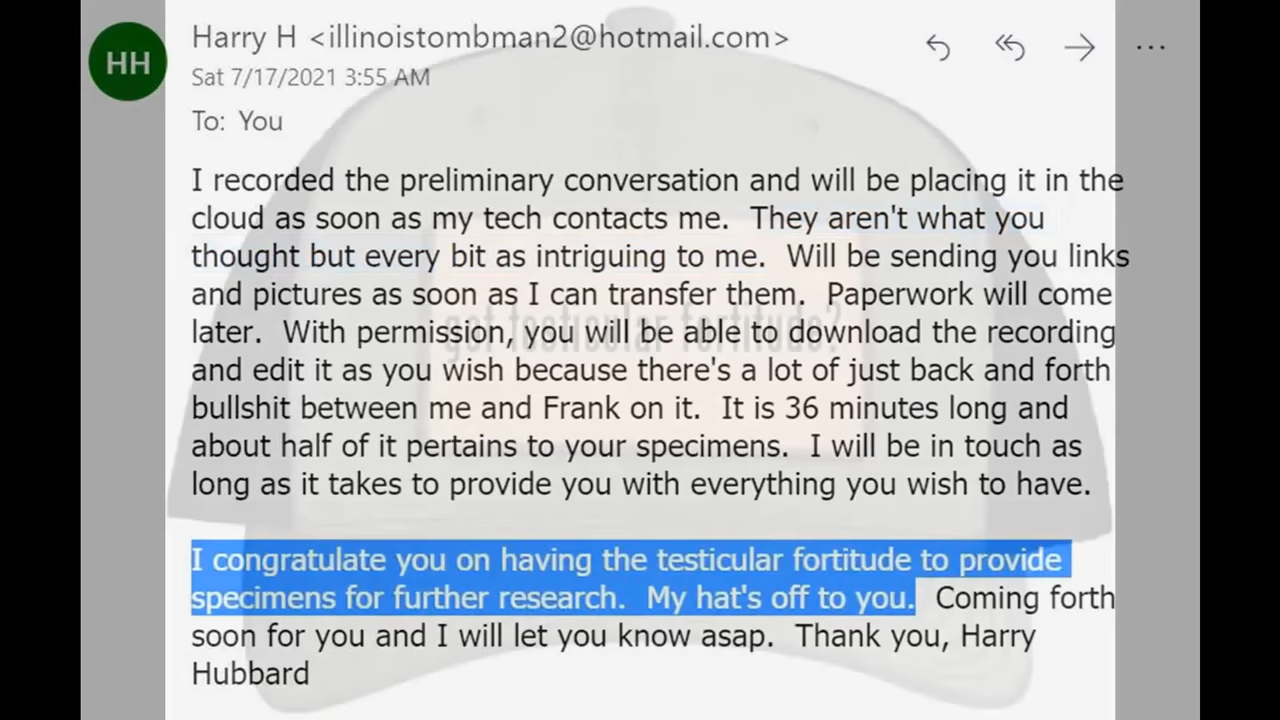 Harry H <illinoistombman2@hotmail.com>
HH
Sat 7/17/2021 3:55 AM
To: You
I recorded the preliminary conversation and will be placing it in the
cloud as soon as my tech contacts me. They aren't what you
thought but every bit as intriguing to me. Will be sending you links
and pictures as soon as I can transfer them. Paperwork will come
later. With permission, you will be able to download the recording
got testicular fortitude?
and edit it as you wish because there's a lot of just back and forth
bullshit between me and Frank on it. It is 36 minutes long and
about half of it pertains to your specimens. I will be in touch as
long as it takes to provide you with everything you wish to have.
I congratulate you on having the testicular fortitude to provide
specimens for further research. My hat's off to you. Coming forth
soon for you and I will let you know asap. Thank you, Harry
Hubbard